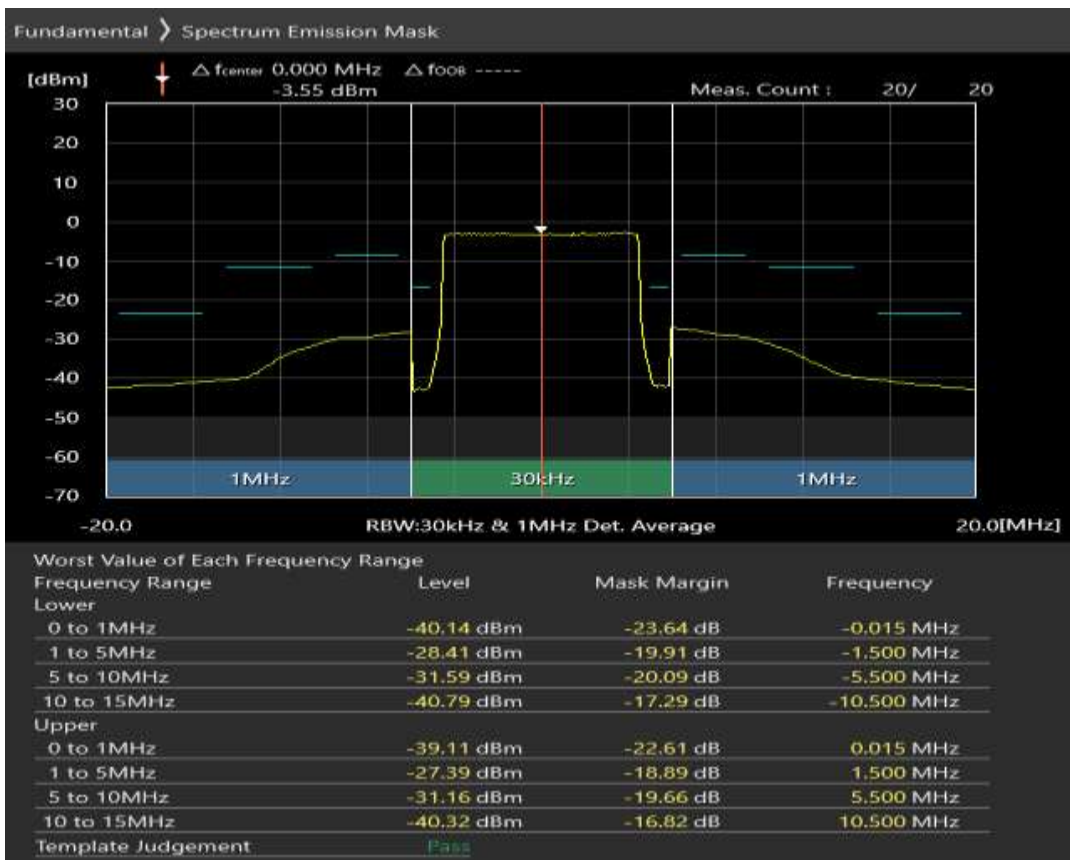 Fundamental ❯ Spectrum Emission Mask
[dBm] △ fcenter 0.000 MHz △ fOOB -----
-3.55 dBm Meas. Count : 20/ 20
30
20
10
0
-10
-20
-30
-40
-50
-60
1MHz 30kHz 1MHz
-70
-20.0 RBW:30kHz & 1MHz Det. Average 20.0[MHz]
Worst Value of Each Frequency Range
Frequency Range Level Mask Margin Frequency
Lower
0 to 1MHz -40.14 dBm -23.64 dB -0.015 MHz
1 to 5MHz -28.41 dBm -19.91 dB -1.500 MHz
5 to 10MHz -31.59 dBm -20.09 dB -5.500 MHz
10 to 15MHz -40.79 dBm -17.29 dB -10.500 MHz
Upper
0 to 1MHz -39.11 dBm -22.61 dB 0.015 MHz
1 to 5MHz -27.39 dBm -18.89 dB 1.500 MHz
5 to 10MHz -31.16 dBm -19.66 dB 5.500 MHz
10 to 15MHz -40.32 dBm -16.82 dB 10.500 MHz
Template Judgement Pass